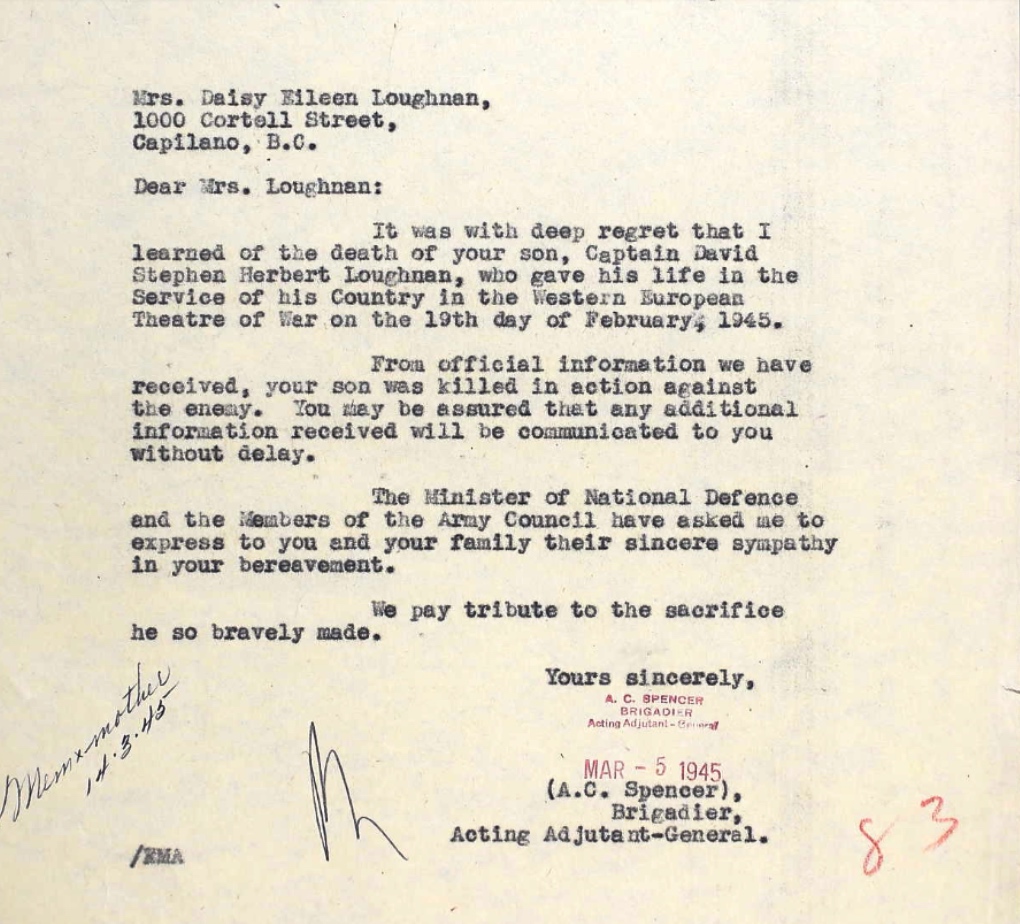 Mrs. Daisy Eileen Loughnan,
1000 Cortell Street,
Capilano, B.C.
Dear Mrs. Loughnan:
It was with deep regret that I
learned of the death of your son, Captain David
Stephen Herbert Loughnan, who gave his life in the
Service of his Country in the Western European
Theatre of War on the 19th day of February, 1945.
From official information we have
received, your son was killed in action against
the enemy. You may be assured that any additional
information received will be communicated to you
without delay.
The Minister of National Defence
and the Members of the Army Council have asked me to
express to you and your family their sincere sympathy
in your bereavement.
We pay tribute to the sacrifice
he so bravely made.
Yours sincerely,
A. C. SPENCER
BRIGADIER
Acting Adjutant-General
MAR - 5 1945
(A.C. Spencer),
Brigadier,
Acting Adjutant-General.
Mem x mother
14.3.45
83